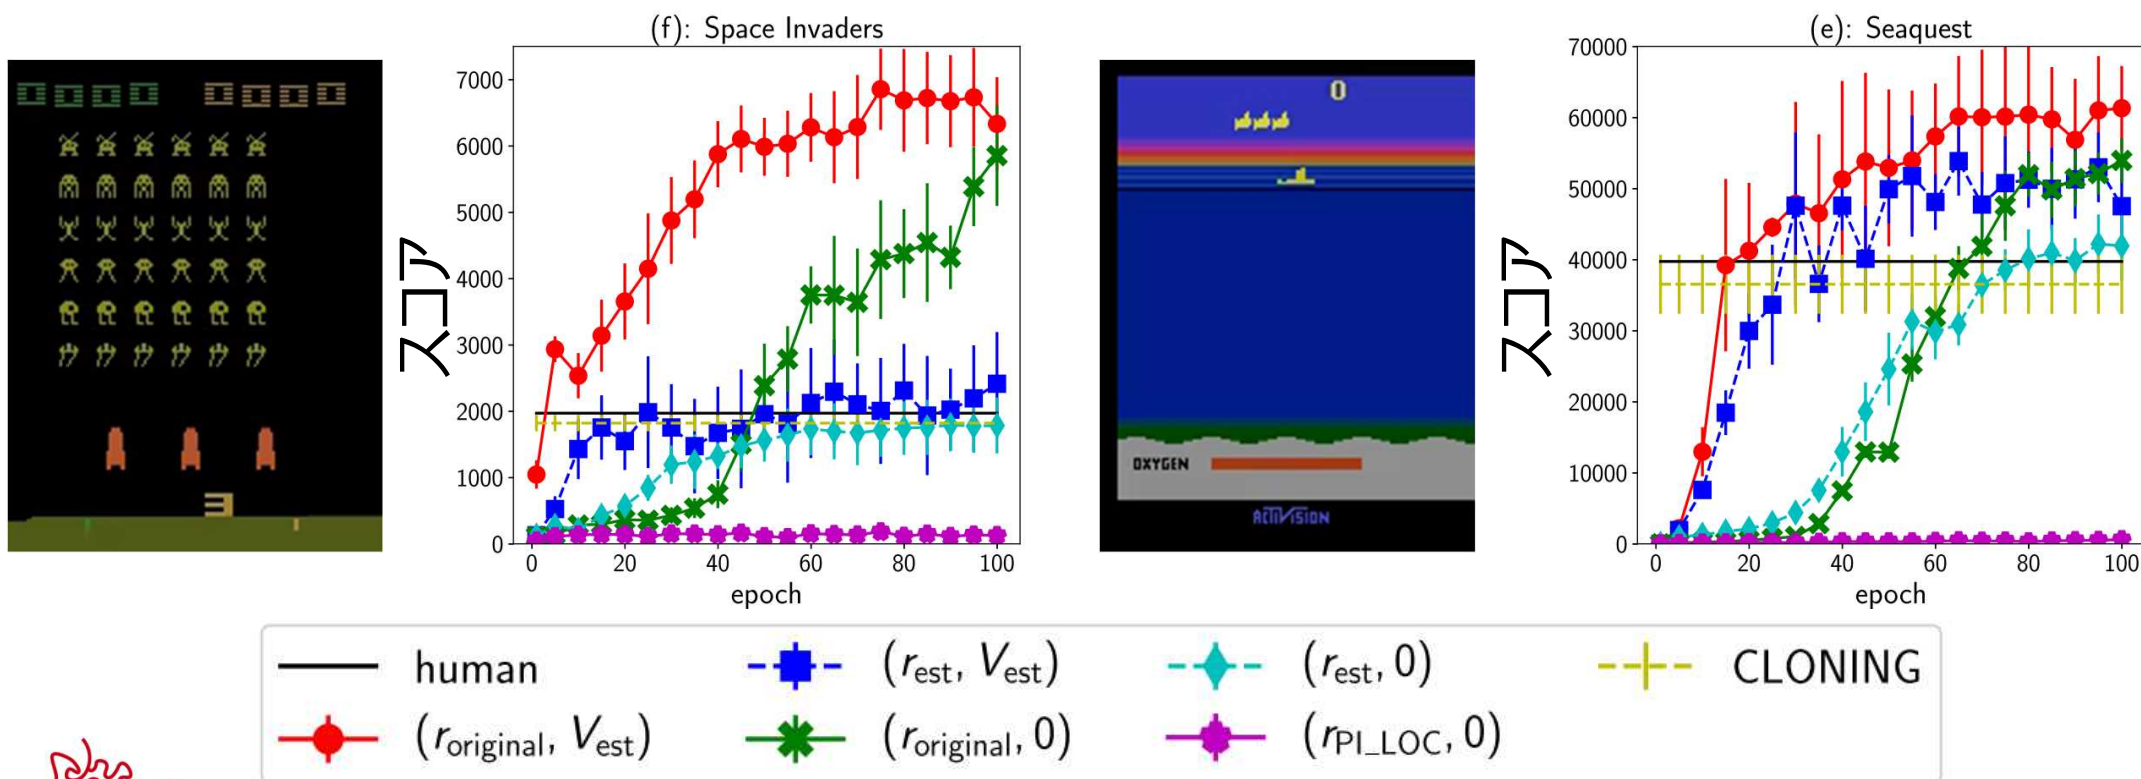 (f): Space Invaders
7000
6000
5000
4000
3000
2000
1000
0
スコア
0 20 40 60 80 100
epoch
0
OXYGEN
ACTIVISION
(e): Seaquest
70000
60000
50000
40000
30000
20000
10000
0
スコア
0 20 40 60 80 100
epoch
human (r_est, V_est) (r_est, 0) CLONING
(r_original, V_est) (r_original, 0) (r_PI_LOC, 0)